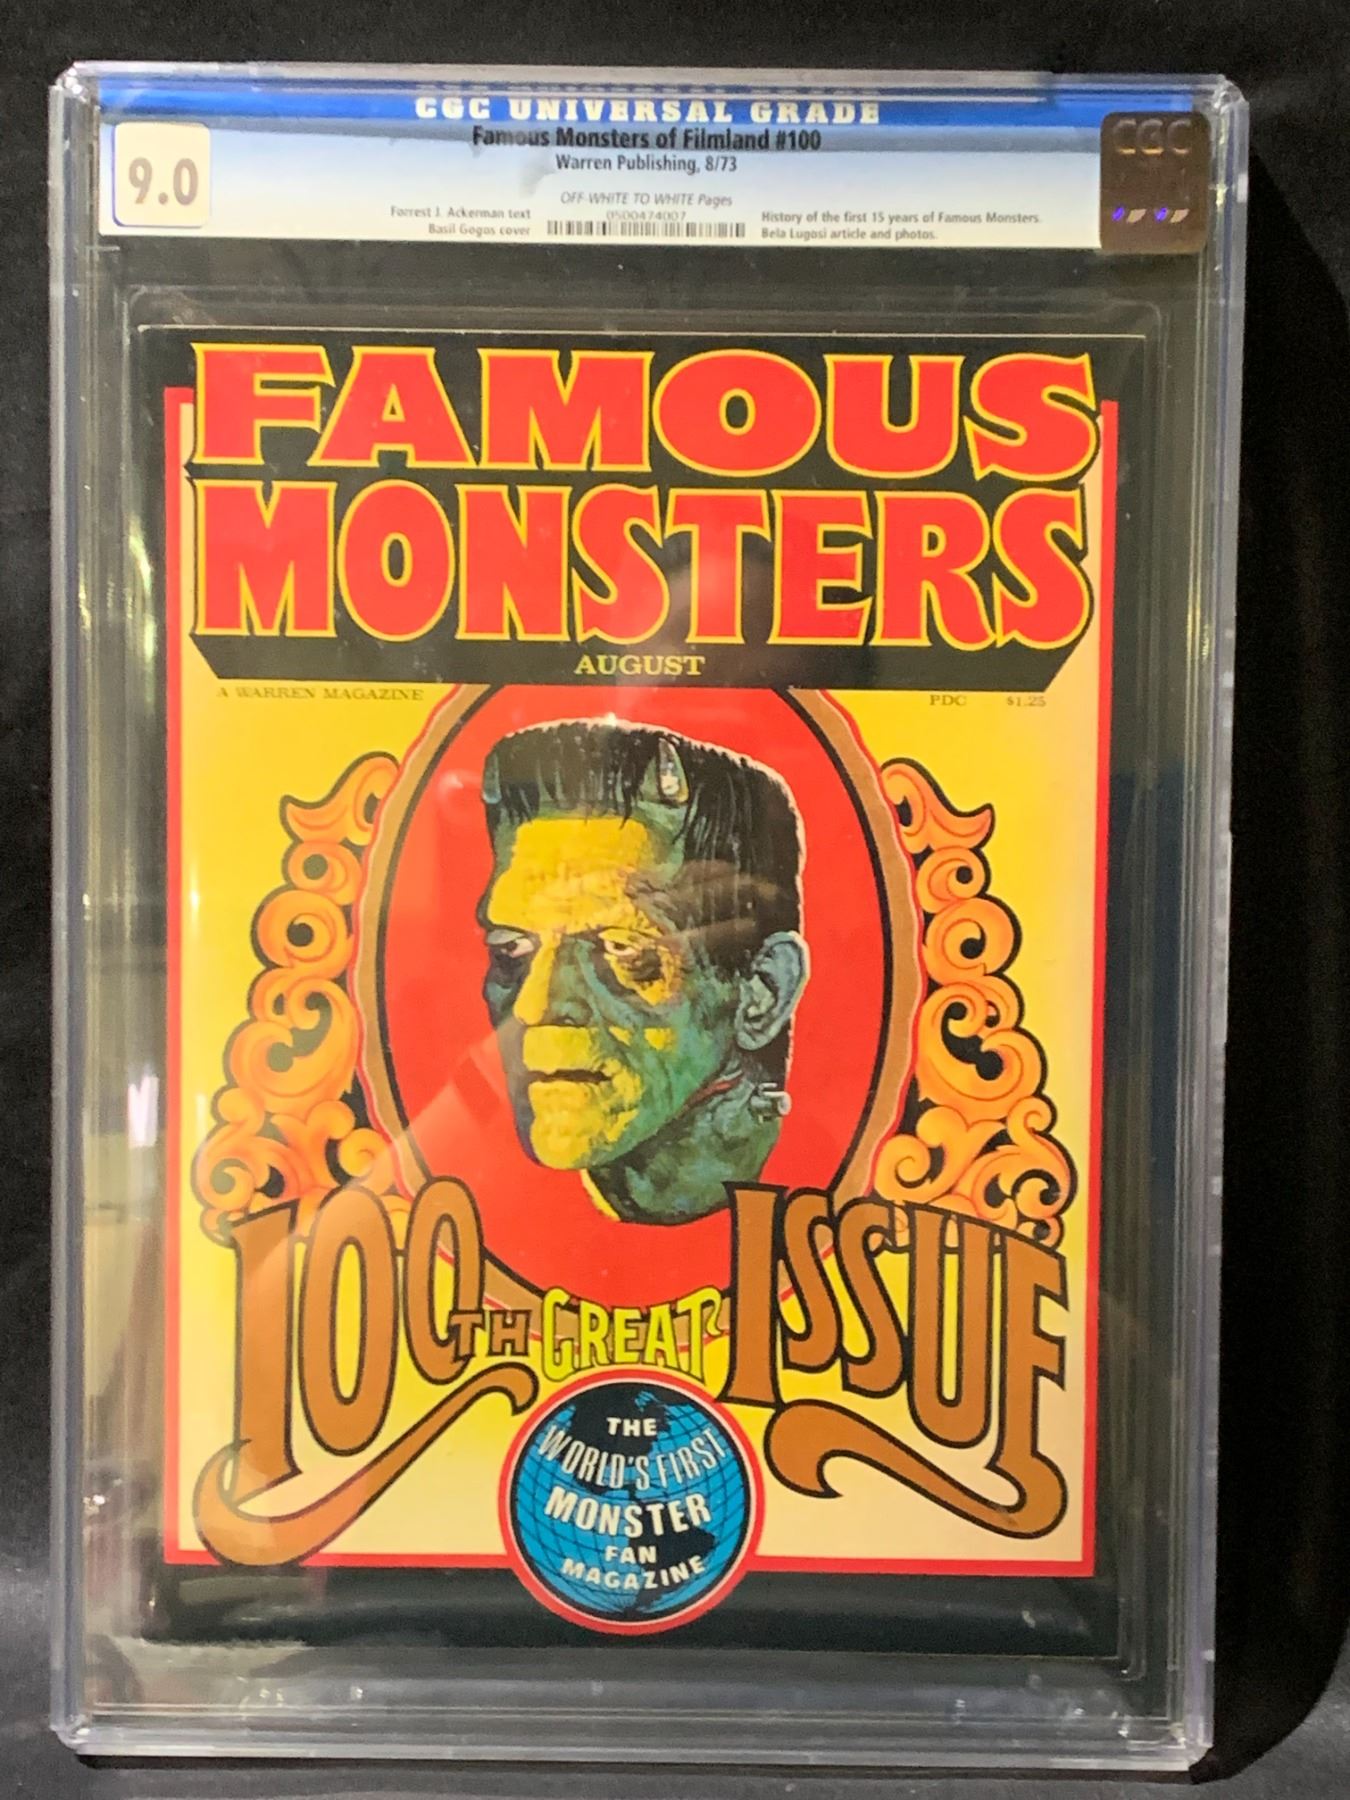 CGC UNIVERSAL GRADE
9.0
Famous Monsters of Filmland #100
Warren Publishing, 8/73
OFF-WHITE TO WHITE Pages
Forrest J. Ackerman text
Basil Gogos cover
0500474007
History of the first 15 years of Famous Monsters.
Bela Lugosi article and photos.
CGC
FAMOUS
MONSTERS
AUGUST
A WARREN MAGAZINE
PDC $1.25
100TH GREAT ISSUE
THE
WORLD'S FIRST
MONSTER
FAN
MAGAZINE